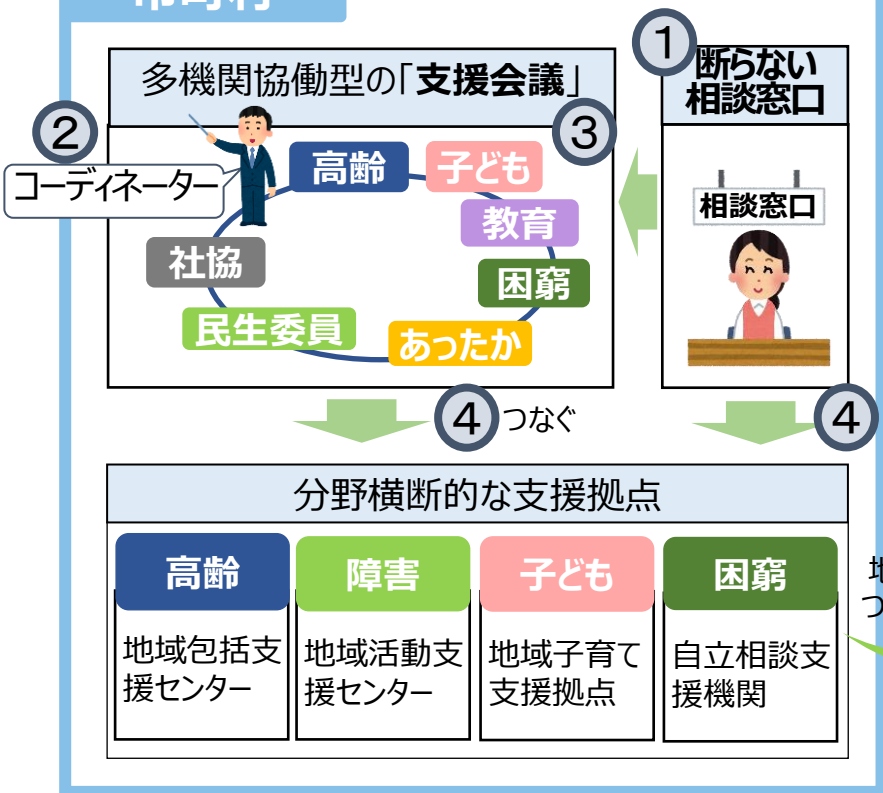 市町村
多機関協働型の「支援会議」
①
断らない
相談窓口
②
コーディネーター
③
高齢
子ども
教育
社協
困窮
民生委員
あったか
相談窓口
④つなぐ
④
分野横断的な支援拠点
高齢
障害
子ども
困窮
地域包括支
援センター
地域活動支
援センター
地域子育て
支援拠点
自立相談支
援機関
つ